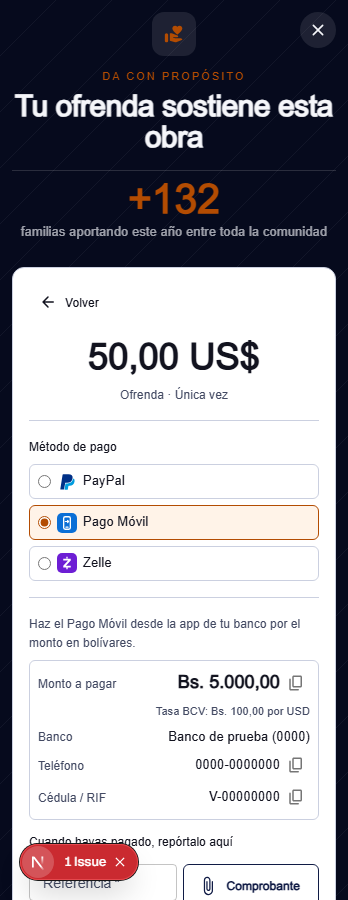 DA CON PROPÓSITO
Tu ofrenda sostiene esta
obra
+132
familias aportando este año entre toda la comunidad
Volver
50,00 US$
Ofrenda · Única vez
Método de pago
PayPal
Pago Móvil
Zelle
Haz el Pago Móvil desde la app de tu banco por el
monto en bolívares.
Monto a pagar Bs. 5.000,00
Tasa BCV: Bs. 100,00 por USD
Banco Banco de prueba (0000)
Teléfono 0000-0000000
Cédula / RIF V-00000000
Cuando hayas pagado, repórtalo aquí
N 1 Issue
Referencia *
Comprobante